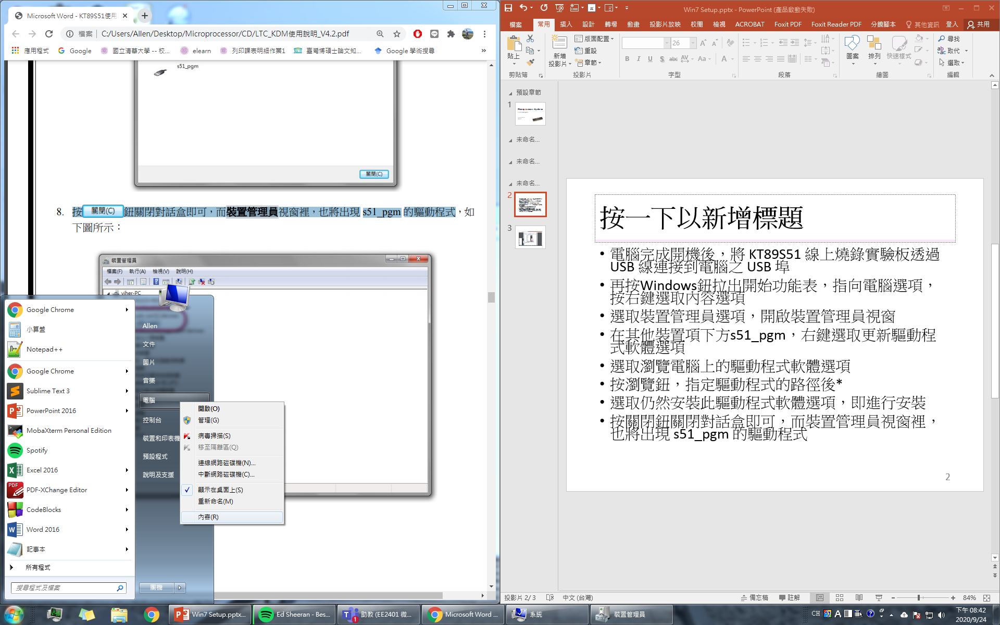 Microsoft Word - KT89S51使用
檔案 | C:/Users/Allen/Desktop/Microprocessor/CD/LTC_KDM使用說明_V4.2.pdf
應用程式
Google
國立清華大學 -- 校...
elearn
列印課表明細作業1
臺灣博碩士論文知...
Google 學術搜尋
»
s51_pgm
關閉(C)
8. 按 關閉(C) 鈕關閉對話盒即可，而裝置管理員視窗裡，也將出現 s51_pgm 的驅動程式，如
下圖所示：
裝置管理員
檔案(F) 執行(A) 檢視(V) 說明(H)
viher-PC
Google Chrome
小算盤
Notepad++
Google Chrome
Sublime Text 3
PowerPoint 2016
MobaXterm Personal Edition
Spotify
Excel 2016
PDF-XChange Editor
CodeBlocks
Word 2016
記事本
所有程式
搜尋程式及檔案
Allen
文件
圖片
音樂
電腦
控制台
裝置和印表機
預設程式
說明及支援
關機
開啟(O)
管理(G)
病毒掃描(S)
移至隔離區(Q)
連線網路磁碟機(N)...
中斷網路磁碟機(C)...
顯示在桌面上(S)
重新命名(M)
內容(R)
Win7 Setup.pptx - PowerPoint (產品啟動失敗)
檔案 常用 插入 設計 轉場 動畫 投影片放映 校閱 檢視 ACROBAT Foxit PDF Foxit Reader PDF 分鏡腳本 其他資訊 登入 共用
貼上
剪貼簿
新增
投影片
版面配置
重設
章節
投影片
26
B I U S abc AV Aa A
字型
段落
圖案
排列
快速樣式
繪圖
尋找
取代
選取
編輯
預設章節
1
Microprocessor Systems
未命名...
未命名...
未命名...
2
3
按一下以新增標題
• 電腦完成開機後，將 KT89S51 線上燒錄實驗板透過
USB 線連接到電腦之 USB 埠
• 再按Windows鈕拉出開始功能表，指向電腦選項，
按右鍵選取內容選項
• 選取裝置管理員選項，開啟裝置管理員視窗
• 在其他裝置項下方s51_pgm，右鍵選取更新驅動程
式軟體選項
• 選取瀏覽電腦上的驅動程式軟體選項
• 按瀏覽鈕，指定驅動程式的路徑後*
• 選取仍然安裝此驅動程式軟體選項，即進行安裝
• 按關閉鈕關閉對話盒即可，而裝置管理員視窗裡，
也將出現 s51_pgm 的驅動程式
2
投影片 2/3 中文 (台灣) 備忘稿 註解 84%
Win7 Setup.pptx...
Ed Sheeran - Bes...
助教 (EE2401 微...
Microsoft Word ...
系統
裝置管理員
CH
下午 08:42
2020/9/24